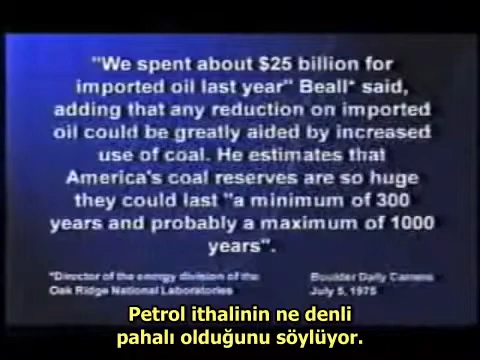 "We spent about $25 billion for
imported oil last year" Beall* said,
adding that any reduction on imported
oil could be greatly aided by increased
use of coal. He estimates that
America's coal reserves are so huge
they could last "a minimum of 300
years and probably a maximum of 1000
years".
*Director of the energy division of the
Oak Ridge National Laboratories
Boulder Daily Camera
July 5, 1975
Petrol ithalinin ne denli
pahalı olduğunu söylüyor.